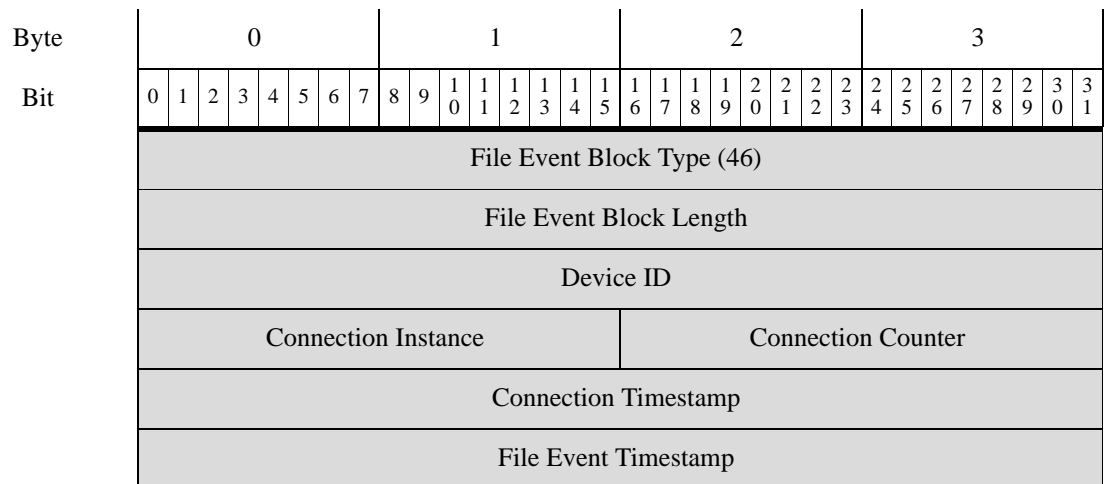 Byte 0 1 2 3
Bit 0 1 2 3 4 5 6 7 8 9 10 11 12 13 14 15 16 17 18 19 20 21 22 23 24 25 26 27 28 29 30 31
File Event Block Type (46)
File Event Block Length
Device ID
Connection Instance Connection Counter
Connection Timestamp
File Event Timestamp